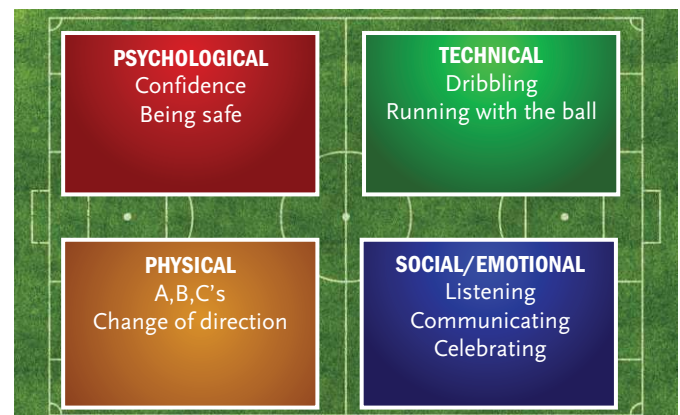 PSYCHOLOGICAL
Confidence
Being safe
TECHNICAL
Dribbling
Running with the ball
PHYSICAL
A,B,C's
Change of direction
SOCIAL/EMOTIONAL
Listening
Communicating
Celebrating